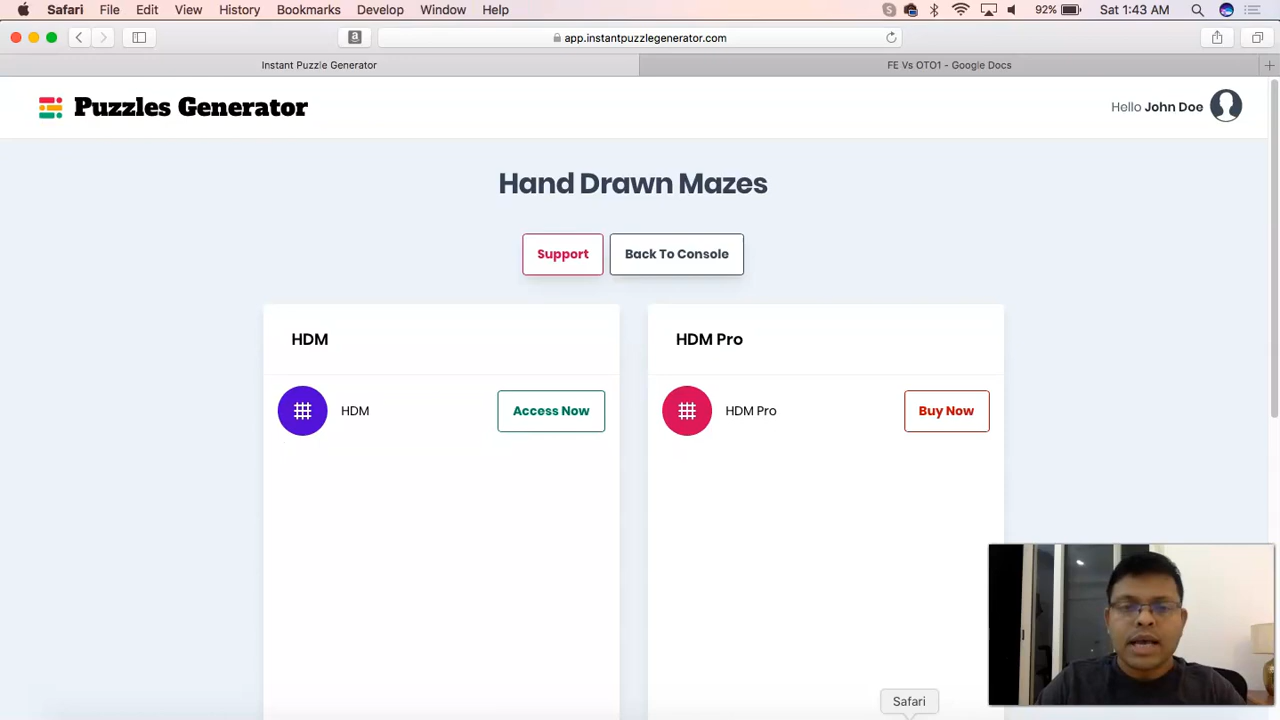 Safari File Edit View History Bookmarks Develop Window Help S 92% Sat 1:43 AM
a app.instantpuzzlegenerator.com
Instant Puzzle Generator FE Vs OTO1 - Google Docs
Puzzles Generator Hello John Doe
Hand Drawn Mazes
Support Back To Console
HDM HDM Pro
HDM Access Now HDM Pro Buy Now
Safari